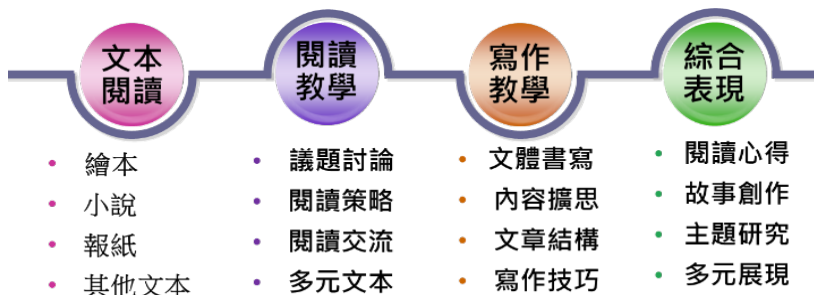 文本
閱讀
繪本
小說
報紙
其他文本
閱讀
教學
議題討論
閱讀策略
閱讀交流
多元文本
寫作
教學
文體書寫
內容擴思
文章結構
寫作技巧
綜合
表現
閱讀心得
故事創作
主題研究
多元展現